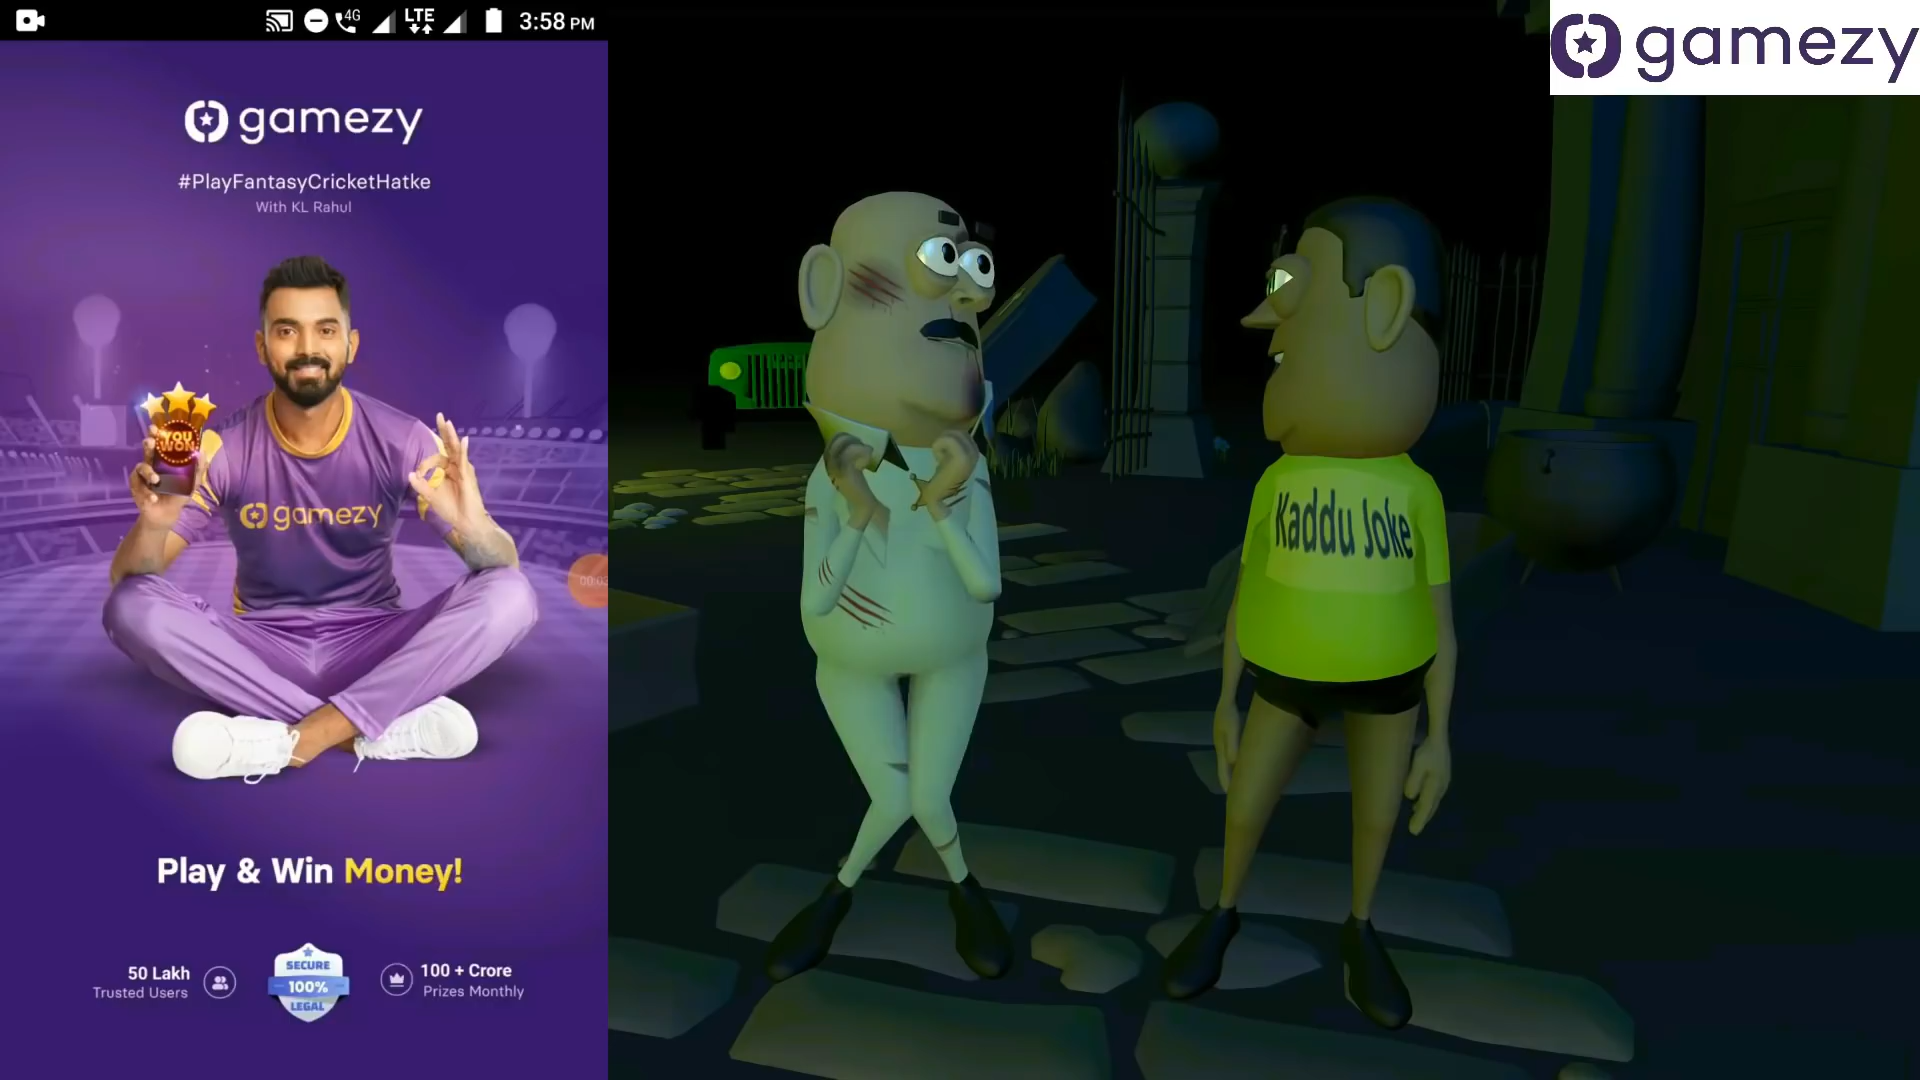 4G
LTE
3:58 PM
gamezy
#PlayFantasyCricketHatke
With KL Rahul
YOU
WON
gamezy
Play & Win Money!
50 Lakh
Trusted Users
SECURE
100%
LEGAL
100 + Crore
Prizes Monthly
gamezy
Kaddu Joke